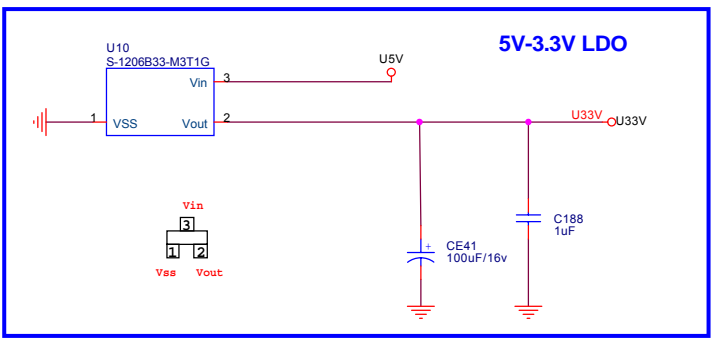 5V-3.3V LDO
U10
S-1206B33-M3T1G
U5V
Vin 3
U33V U33V
1 VSS Vout 2
Vin
3
C188
1uF
CE41
100uF/16v
+
1 2
Vss Vout